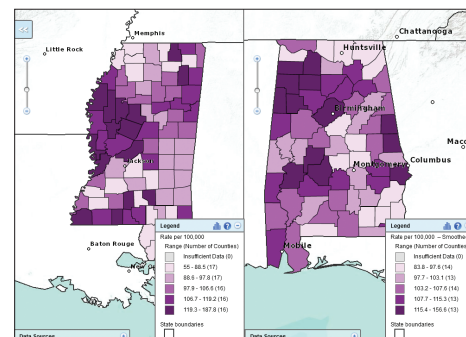 <<
Memphis
Little Rock
Jackson
Baton Rouge
Legend
Rate per 100,000
Range (Number of Counties)
Insufficient Data (0)
55 - 88.5 (17)
88.6 - 97.8 (17)
97.9 - 106.6 (16)
106.7 - 119.2 (16)
119.3 - 187.8 (16)
State boundaries
Data Sources
Chattanooga
Huntsville
Birmingham
Montgomery
Columbus
Mobile
Legend
Rate per 100,000 -- Smoothe
Range (Number of Counties)
Insufficient Data (0)
83.8 - 97.6 (14)
97.7 - 103.1 (13)
103.2 - 107.6 (14)
107.7 - 115.3 (13)
115.4 - 156.6 (13)
State boundaries
Data Sources